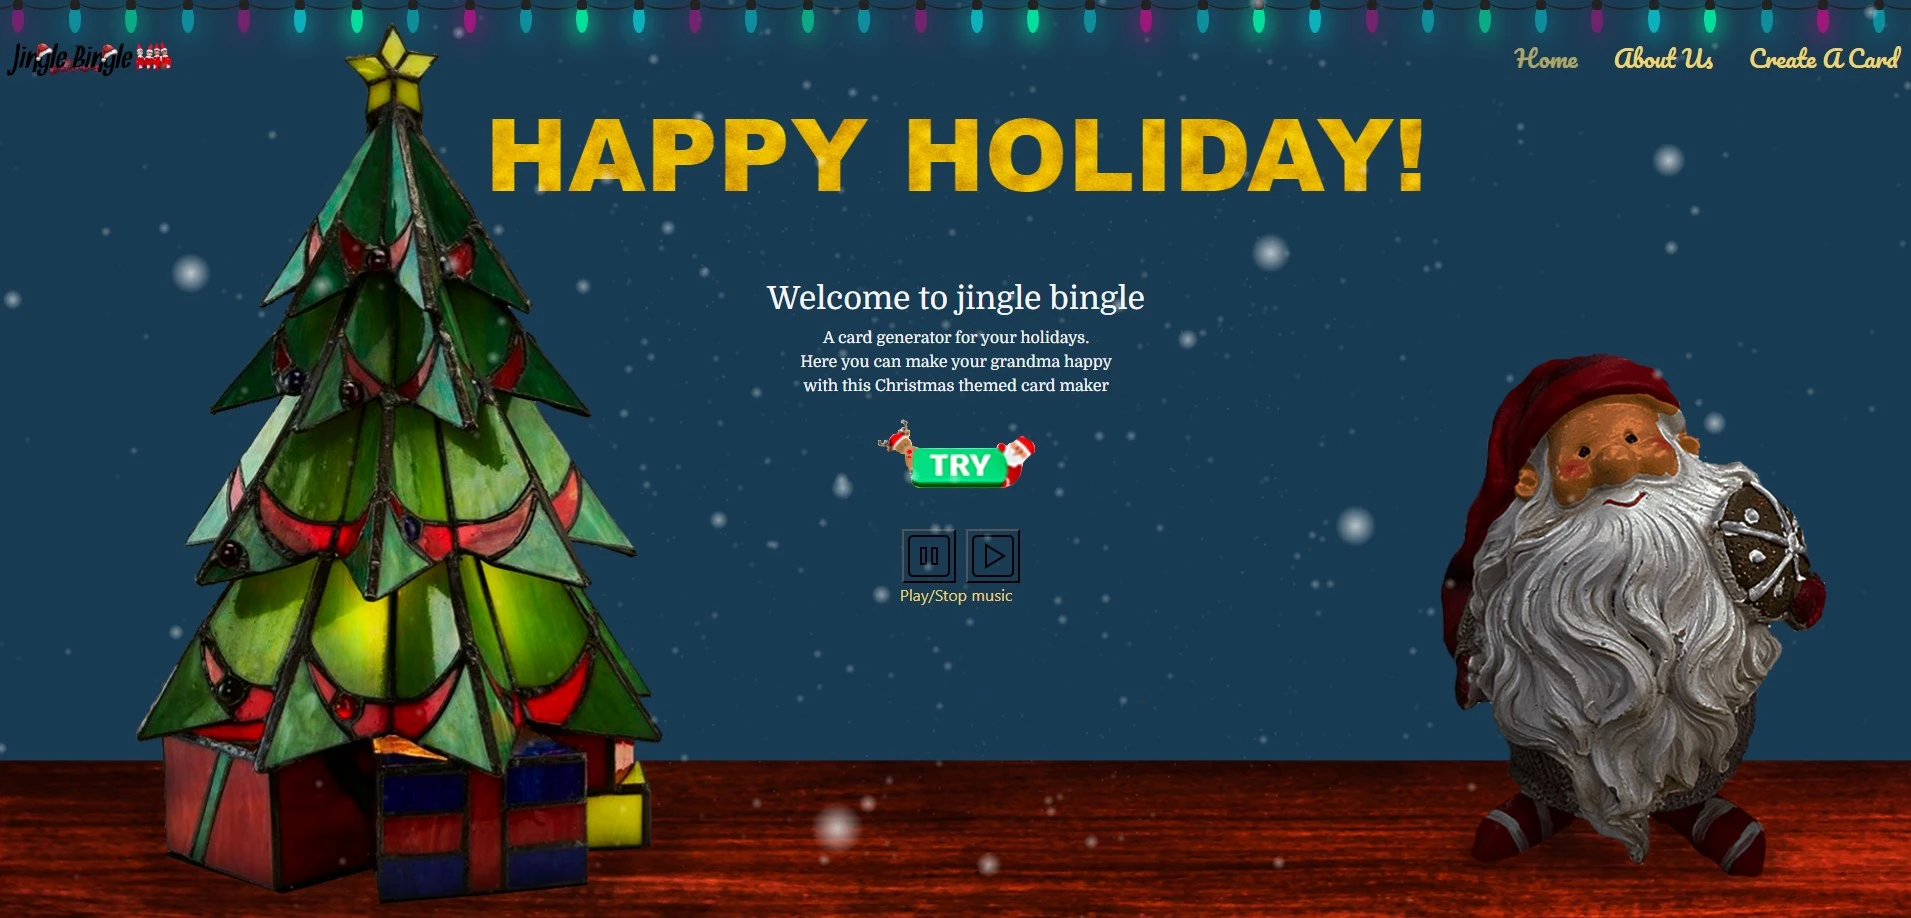 Jingle Bingle
Home
About Us
Create A Card
HAPPY HOLIDAY!
Welcome to jingle bingle
A card generator for your holidays.
Here you can make your grandma happy
with this Christmas themed card maker
TRY
Play/Stop music